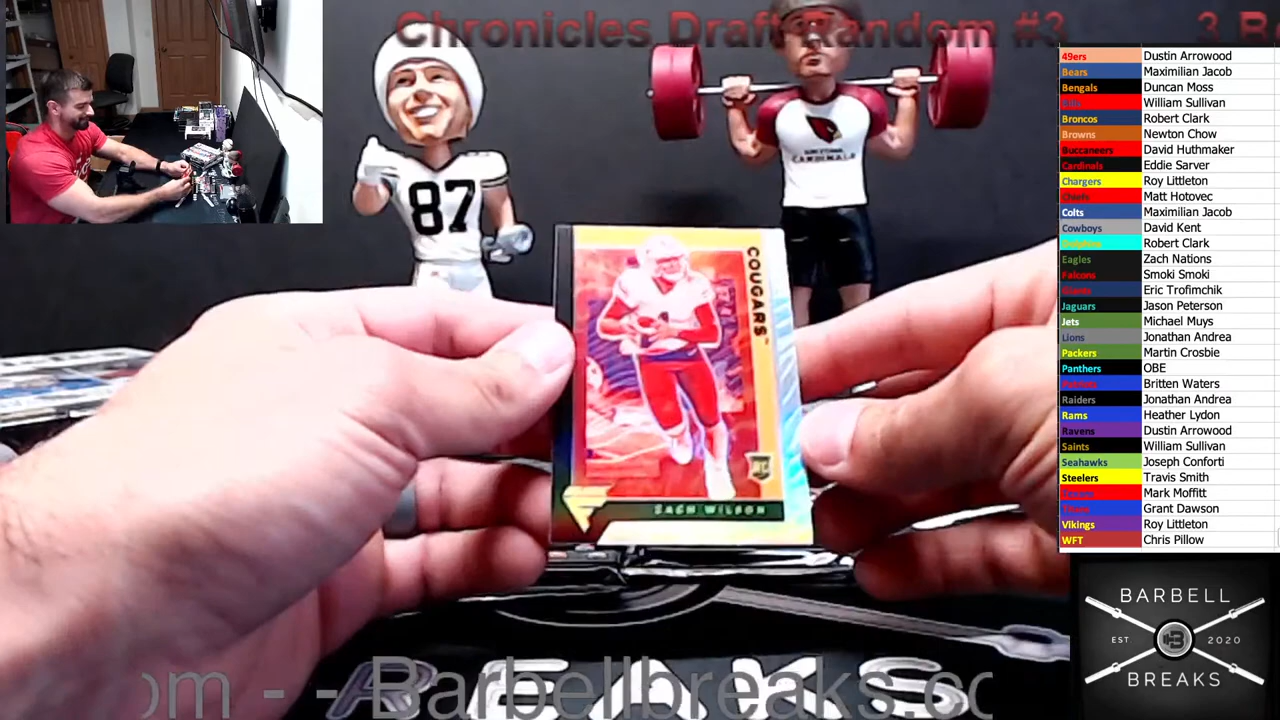 Chronicles Draft Random #3 3 B
49ers Dustin Arrowood
Bears Maximilian Jacob
Bengals Duncan Moss
Bills William Sullivan
Broncos Robert Clark
Browns Newton Chow
Buccaneers David Huthmaker
Cardinals Eddie Sarver
Chargers Roy Littleton
Chiefs Matt Hotovec
Colts Maximilian Jacob
Cowboys David Kent
Dolphins Robert Clark
Eagles Zach Nations
Falcons Smoki Smoki
Giants Eric Trofimchik
Jaguars Jason Peterson
Jets Michael Muys
Lions Jonathan Andrea
Packers Martin Crosbie
Panthers OBE
Patriots Britten Waters
Raiders Jonathan Andrea
Rams Heather Lydon
Ravens Dustin Arrowood
Saints William Sullivan
Seahawks Joseph Conforti
Steelers Travis Smith
Texans Mark Moffitt
Titans Grant Dawson
Vikings Roy Littleton
WFT Chris Pillow
87
CARDINALS
COUGARS
RC
ZACH WILSON
BARBELL
EST 2020
BREAKS
om - - Barbellbreaks.co